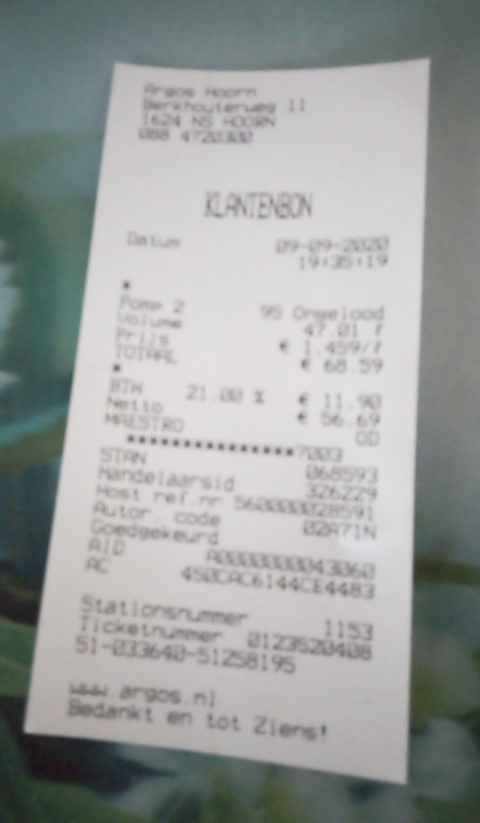 Argos Hoorn
Berkhouterweg 11
1624 NS HOORN
088 4720300
KLANTENBON
Datum 09-09-2020
19:35:19
*
Pomp 2 95 Ongelood
Volume 47.01 ℓ
Prijs € 1.459/ℓ
TOTAAL € 68.59
*
BTW 21.00 % € 11.90
Netto € 56.69
MAESTRO OD
***************7003
STAN 068593
Handelaarsid 326229
Host ref.nr 5600000028591
Autor. code 02A71N
Goedgekeurd
AID A0000000043060
AC 450CAC6144CE4483
Stationsnummer 1153
Ticketnummer 0123520408
51-033640-51258195
www.argos.nl
Bedankt en tot Ziens!